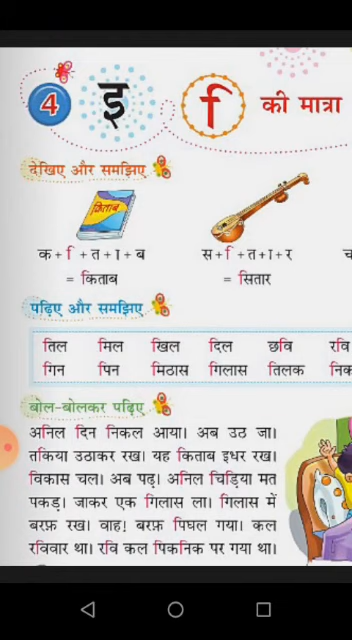 4 इ ि की मात्रा
देखिए और समझिए
किताब
क + ि + त + ा + ब
= किताब
स + ि + त + ा + र
= सितार
पढ़िए और समझिए
तिल मिल खिल दिल छवि रवि
गिन पिन मिठास गिलास तिलक
बोल-बोलकर पढ़िए
अनिल दिन निकल आया। अब उठ जा।
तकिया उठाकर रख। यह किताब इधर रख।
विकास चल। अब पढ़। अनिल चिड़िया मत
पकड़। जाकर एक गिलास ला। गिलास में
बरफ़ रख। वाह! बरफ़ पिघल गया। कल
रविवार था। रवि कल पिकनिक पर गया था।